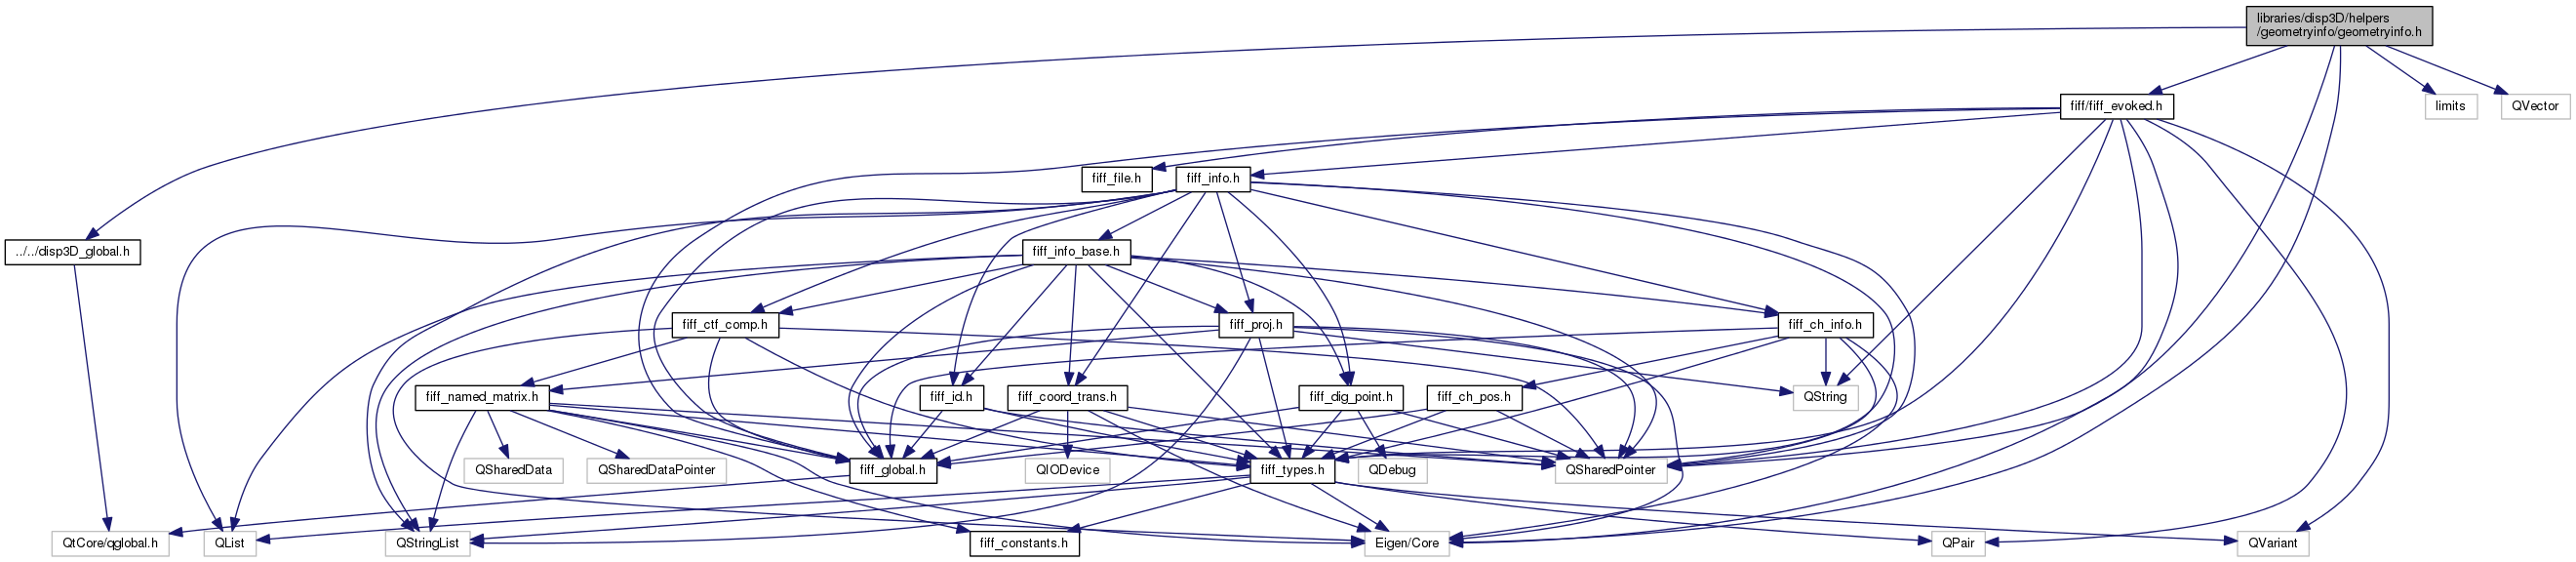 libraries/disp3D/helpers
/geometryinfo/geometryinfo.h
fiff/fiff_evoked.h
limits
QVector
fiff_file.h
fiff_info.h
../../disp3D_global.h
fiff_info_base.h
fiff_ctf_comp.h
fiff_proj.h
fiff_ch_info.h
fiff_named_matrix.h
fiff_id.h
fiff_coord_trans.h
fiff_dig_point.h
fiff_ch_pos.h
QString
QSharedData
QSharedDataPointer
fiff_global.h
QIODevice
fiff_types.h
QDebug
QSharedPointer
QtCore/qglobal.h
QList
QStringList
fiff_constants.h
Eigen/Core
QPair
QVariant